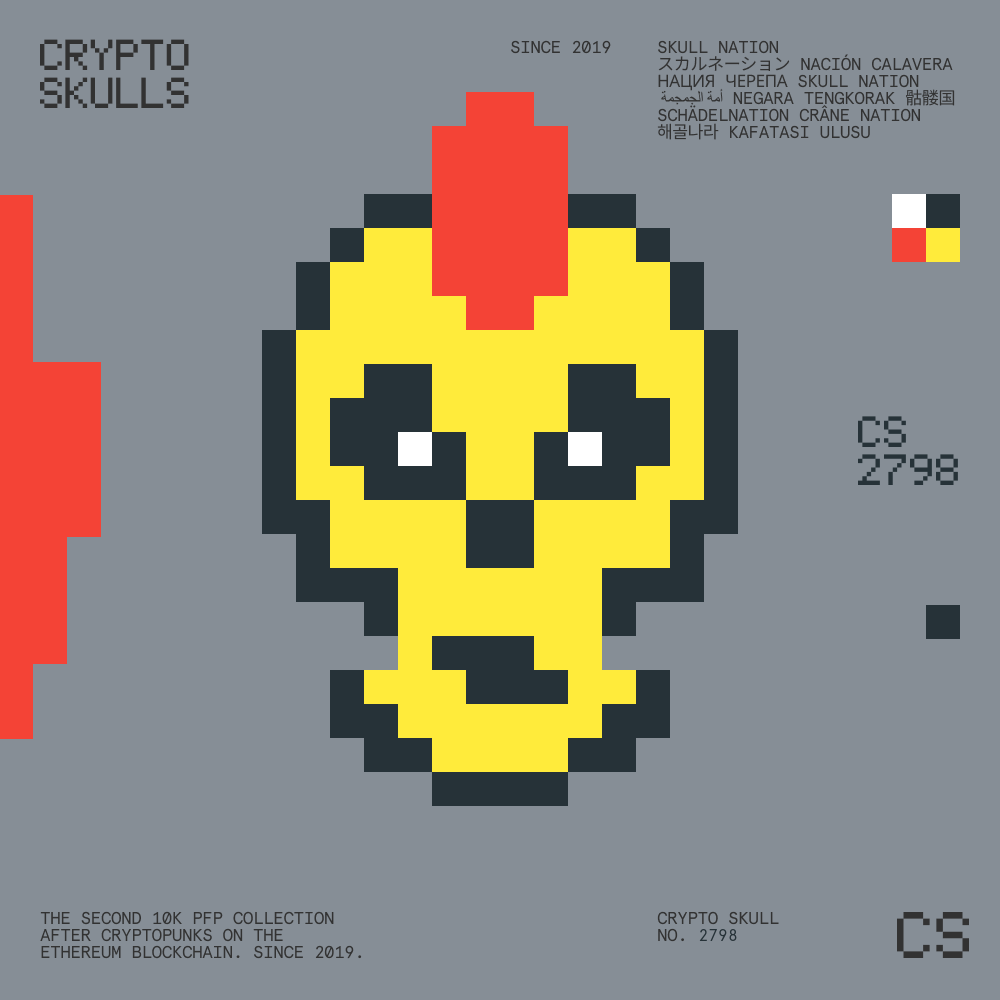 CRYPTO
SKULLS
SINCE 2019
SKULL NATION
スカルネーション NACIÓN CALAVERA
НАЦИЯ ЧЕРЕПА SKULL NATION
أمة الجمجمة NEGARA TENGKORAK 骷髅国
SCHÄDELNATION CRÂNE NATION
해골나라 KAFATASI ULUSU
CS
2798
THE SECOND 10K PFP COLLECTION
AFTER CRYPTOPUNKS ON THE
ETHEREUM BLOCKCHAIN. SINCE 2019.
CRYPTO SKULL
NO. 2798
CS